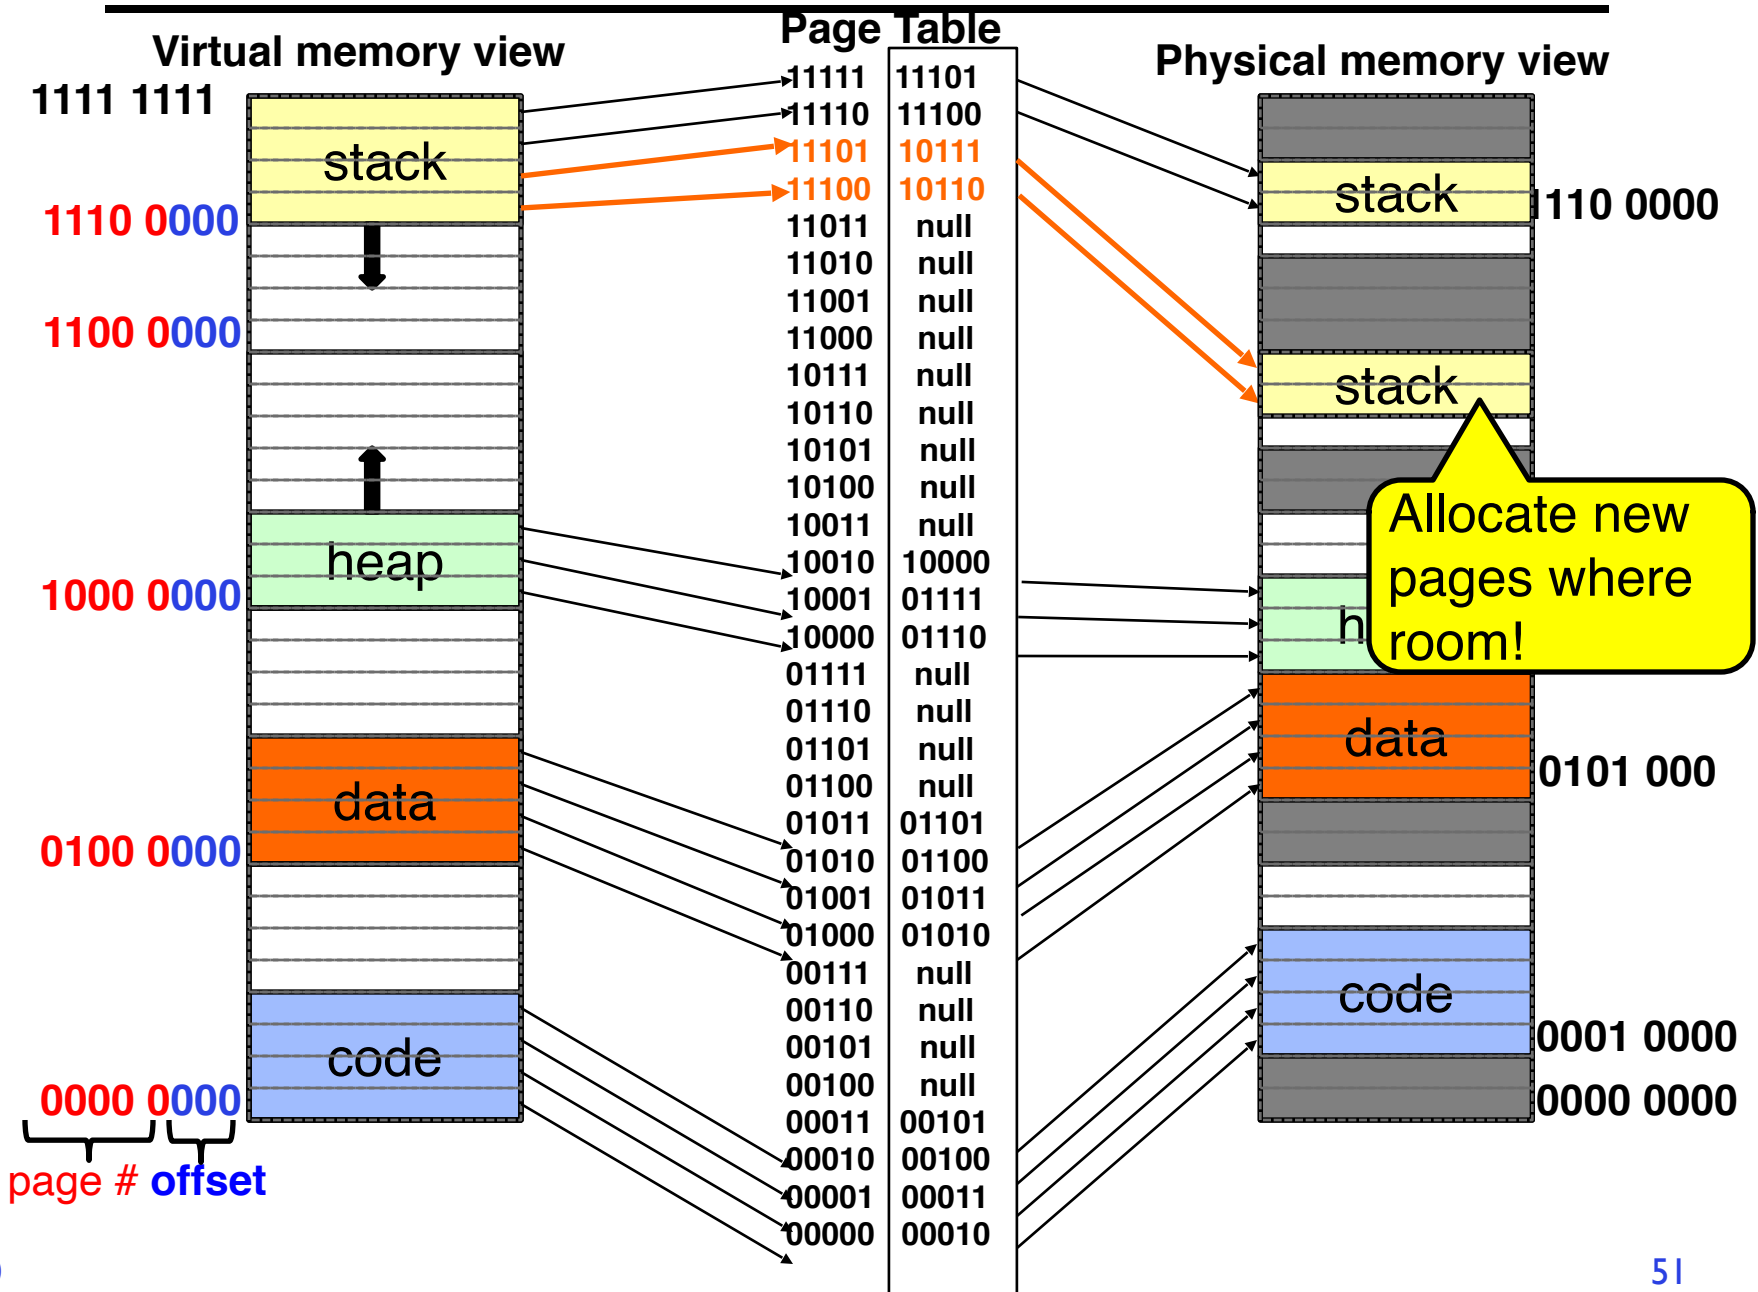 Page Table
Virtual memory view
Physical memory view
1111 1111
stack
1110 0000
1100 0000
heap
1000 0000
data
0100 0000
code
0000 0000
page # offset
11111 11101
11110 11100
11101 10111
11100 10110
11011 null
11010 null
11001 null
11000 null
10111 null
10110 null
10101 null
10100 null
10011 null
10010 10000
10001 01111
10000 01110
01111 null
01110 null
01101 null
01100 null
01011 01101
01010 01100
01001 01011
01000 01010
00111 null
00110 null
00101 null
00100 null
00011 00101
00010 00100
00001 00011
00000 00010
stack
1110 0000
stack
Allocate new
pages where
room!
h
data
0101 000
code
0001 0000
0000 0000
51